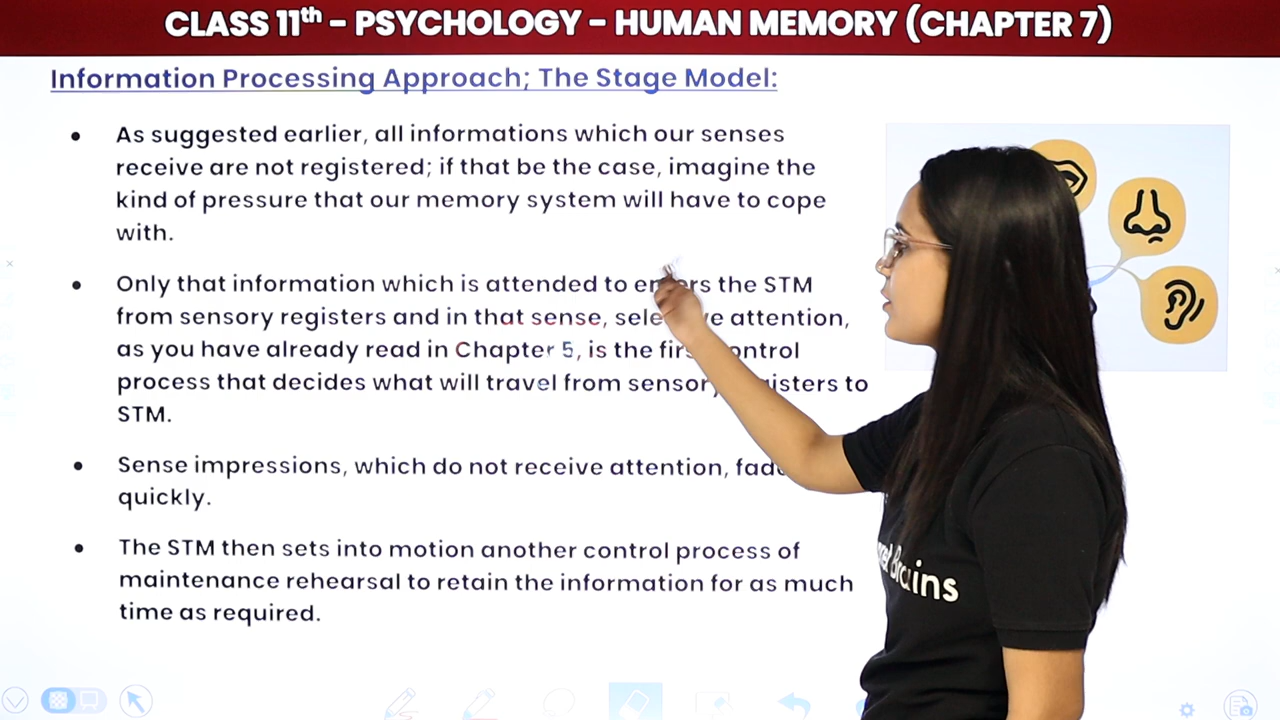 CLASS 11th - PSYCHOLOGY - HUMAN MEMORY (CHAPTER 7)
Information Processing Approach; The Stage Model:
• As suggested earlier, all informations which our senses
receive are not registered; if that be the case, imagine the
kind of pressure that our memory system will have to cope
with.
• Only that information which is attended to the STM
from sensory registers and in that sense, attention,
as you have already read in Chapter 5, is the control
process that decides what will travel from sensory to
STM.
• Sense impressions, which do not receive attention,
quickly.
• The STM then sets into motion another control process of
maintenance rehearsal to retain the information for as much
time as required.